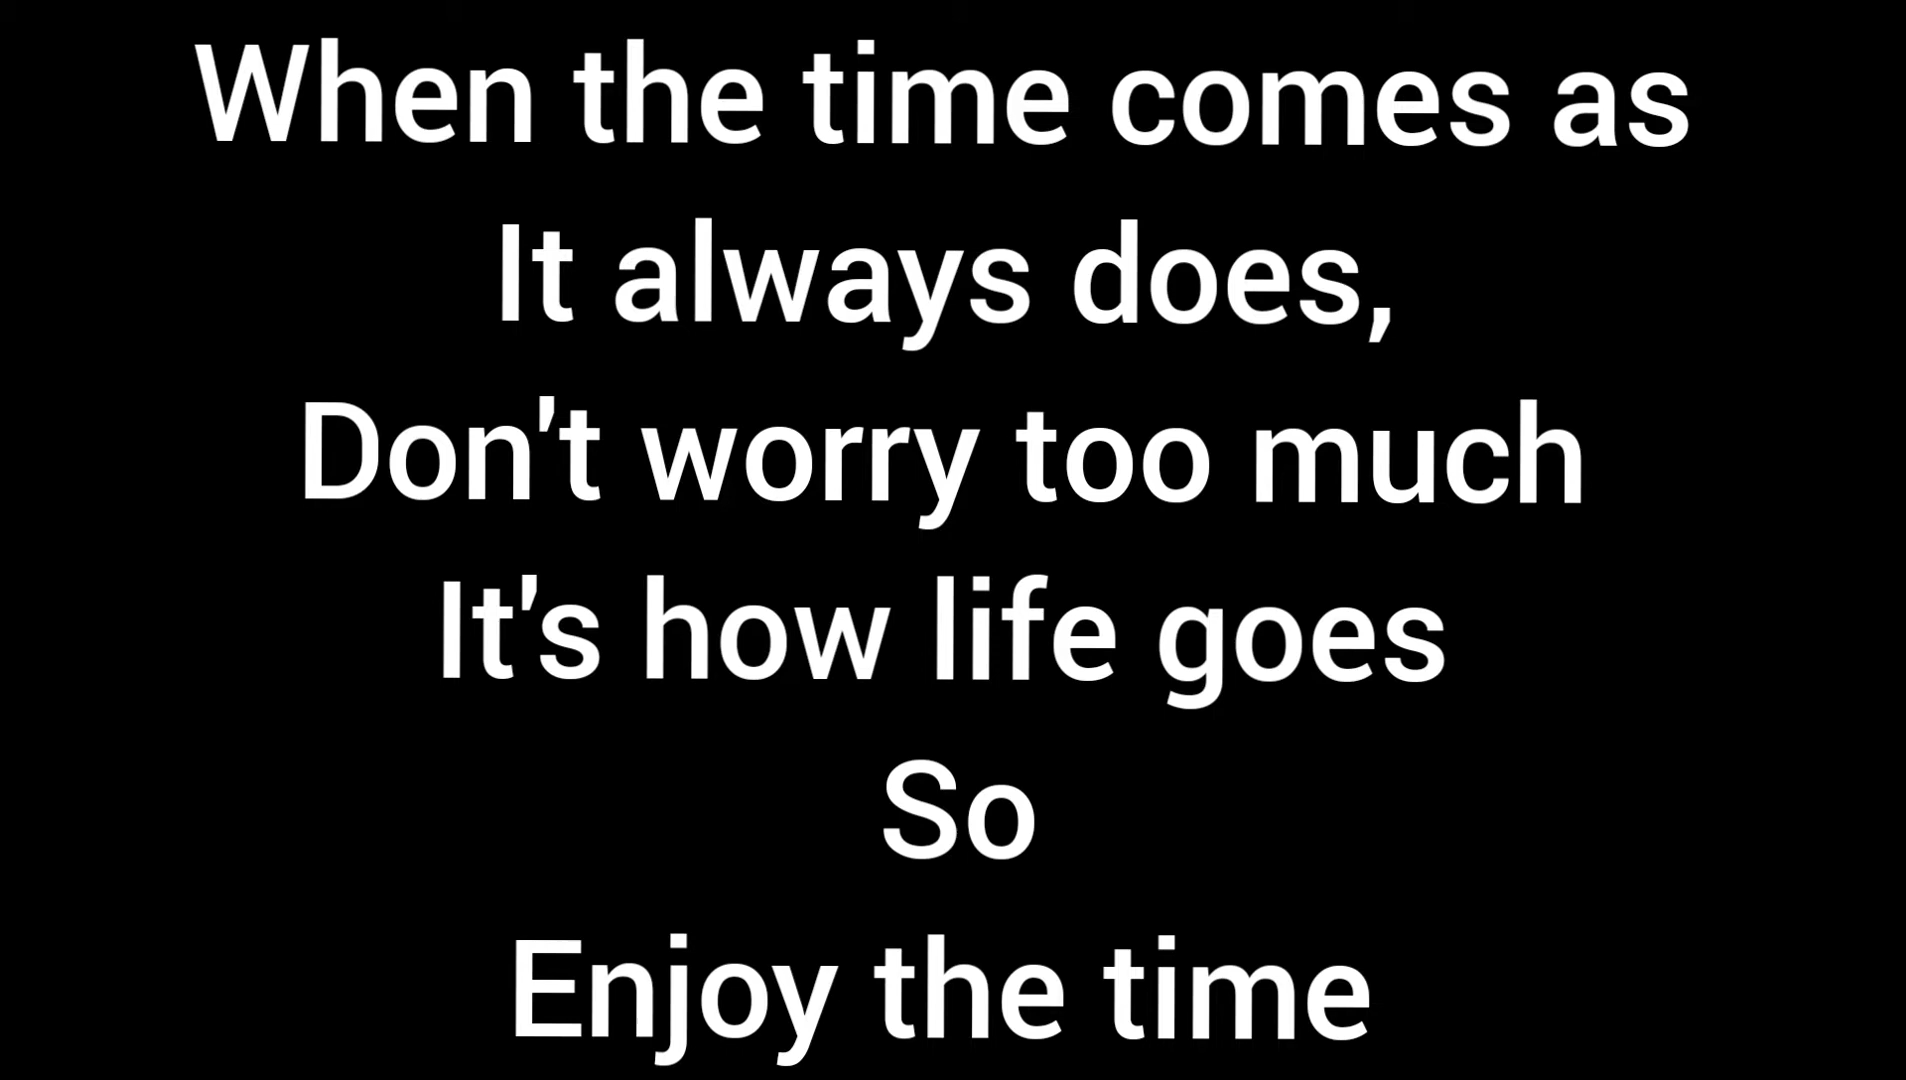 When the time comes as
It always does,
Don't worry too much
It's how life goes
So
Enjoy the time